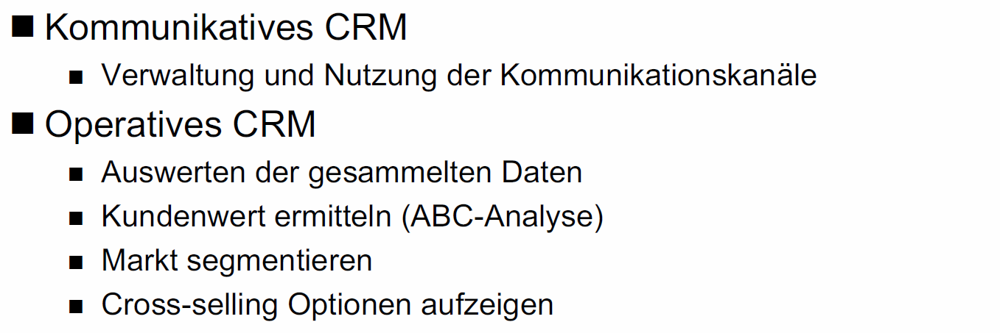 ■ Kommunikatives CRM
■ Verwaltung und Nutzung der Kommunikationskanäle
■ Operatives CRM
■ Auswerten der gesammelten Daten
■ Kundenwert ermitteln (ABC-Analyse)
■ Markt segmentieren
■ Cross-selling Optionen aufzeigen